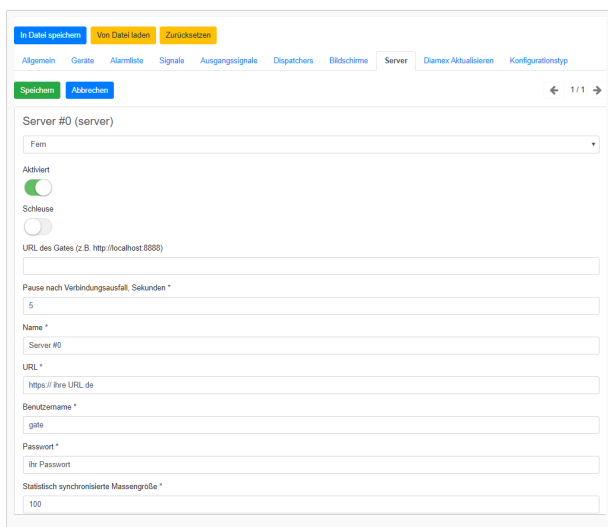 In Datei speichern Von Datei laden Zurücksetzen
Allgemein Geräte Alarmliste Signale Ausgangssignale Dispatchers Bildschirme Server Diamex Aktualisieren Konfigurationstyp
Speichern Abbrechen 1 / 1
Server #0 (server)
Fern
Aktiviert
Schleuse
URL des Gates (z.B. http://localhost:8888)
Pause nach Verbindungsausfall, Sekunden *
5
Name *
Server #0
URL *
https:// ihre URL.de
Benutzername *
gate
Passwort *
Ihr Passwort
Statistisch synchronisierte Massengröße *
100